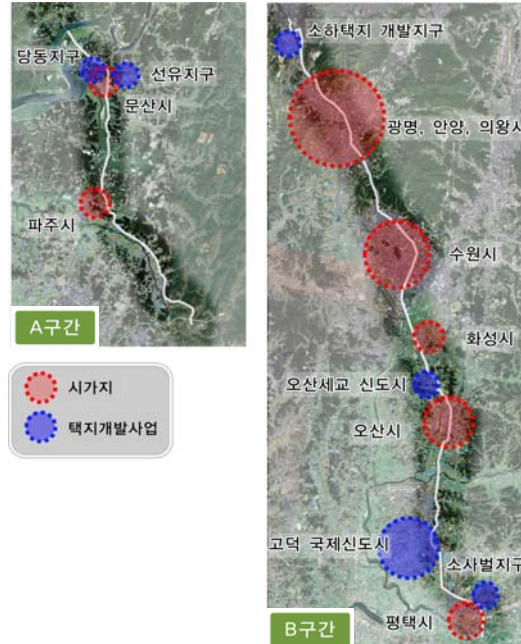 당동지구
선유지구
문산시
파주시
A구간
시가지
택지개발사업
소하택지 개발지구
광명, 안양, 의왕시
수원시
화성시
오산세교 신도시
오산시
고덕 국제신도시
소사벌지구
평택시
B구간